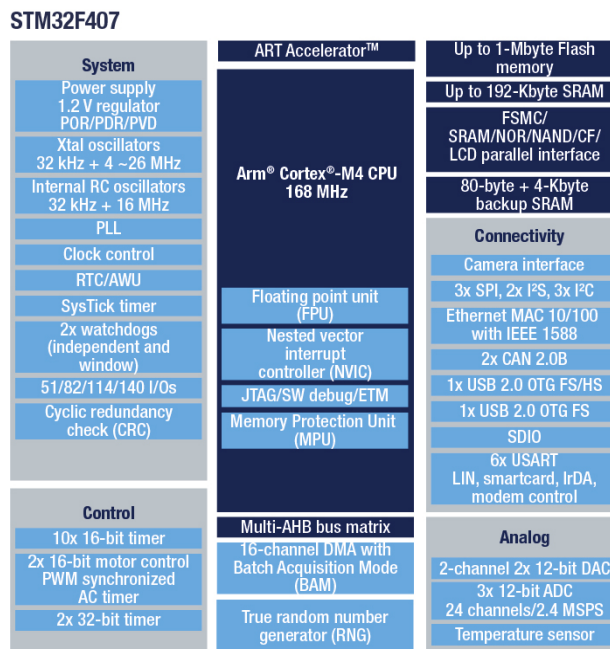 STM32F407
System
Power supply
1.2 V regulator
POR/PDR/PVD
Xtal oscillators
32 kHz + 4 ~26 MHz
Internal RC oscillators
32 kHz + 16 MHz
PLL
Clock control
RTC/AWU
SysTick timer
2x watchdogs
(independent and
window)
51/82/114/140 I/Os
Cyclic redundancy
check (CRC)
Control
10x 16-bit timer
2x 16-bit motor control
PWM synchronized
AC timer
2x 32-bit timer
ART Accelerator™
Arm® Cortex®-M4 CPU
168 MHz
Floating point unit
(FPU)
Nested vector
interrupt
controller (NVIC)
JTAG/SW debug/ETM
Memory Protection Unit
(MPU)
Multi-AHB bus matrix
16-channel DMA with
Batch Acquisition Mode
(BAM)
True random number
generator (RNG)
Up to 1-Mbyte Flash
memory
Up to 192-Kbyte SRAM
FSMC/
SRAM/NOR/NAND/CF/
LCD parallel interface
80-byte + 4-Kbyte
backup SRAM
Connectivity
Camera interface
3x SPI, 2x I²S, 3x I²C
Ethernet MAC 10/100
with IEEE 1588
2x CAN 2.0B
1x USB 2.0 OTG FS/HS
1x USB 2.0 OTG FS
SDIO
6x USART
LIN, smartcard, IrDA,
modem control
Analog
2-channel 2x 12-bit DAC
3x 12-bit ADC
24 channels/2.4 MSPS
Temperature sensor